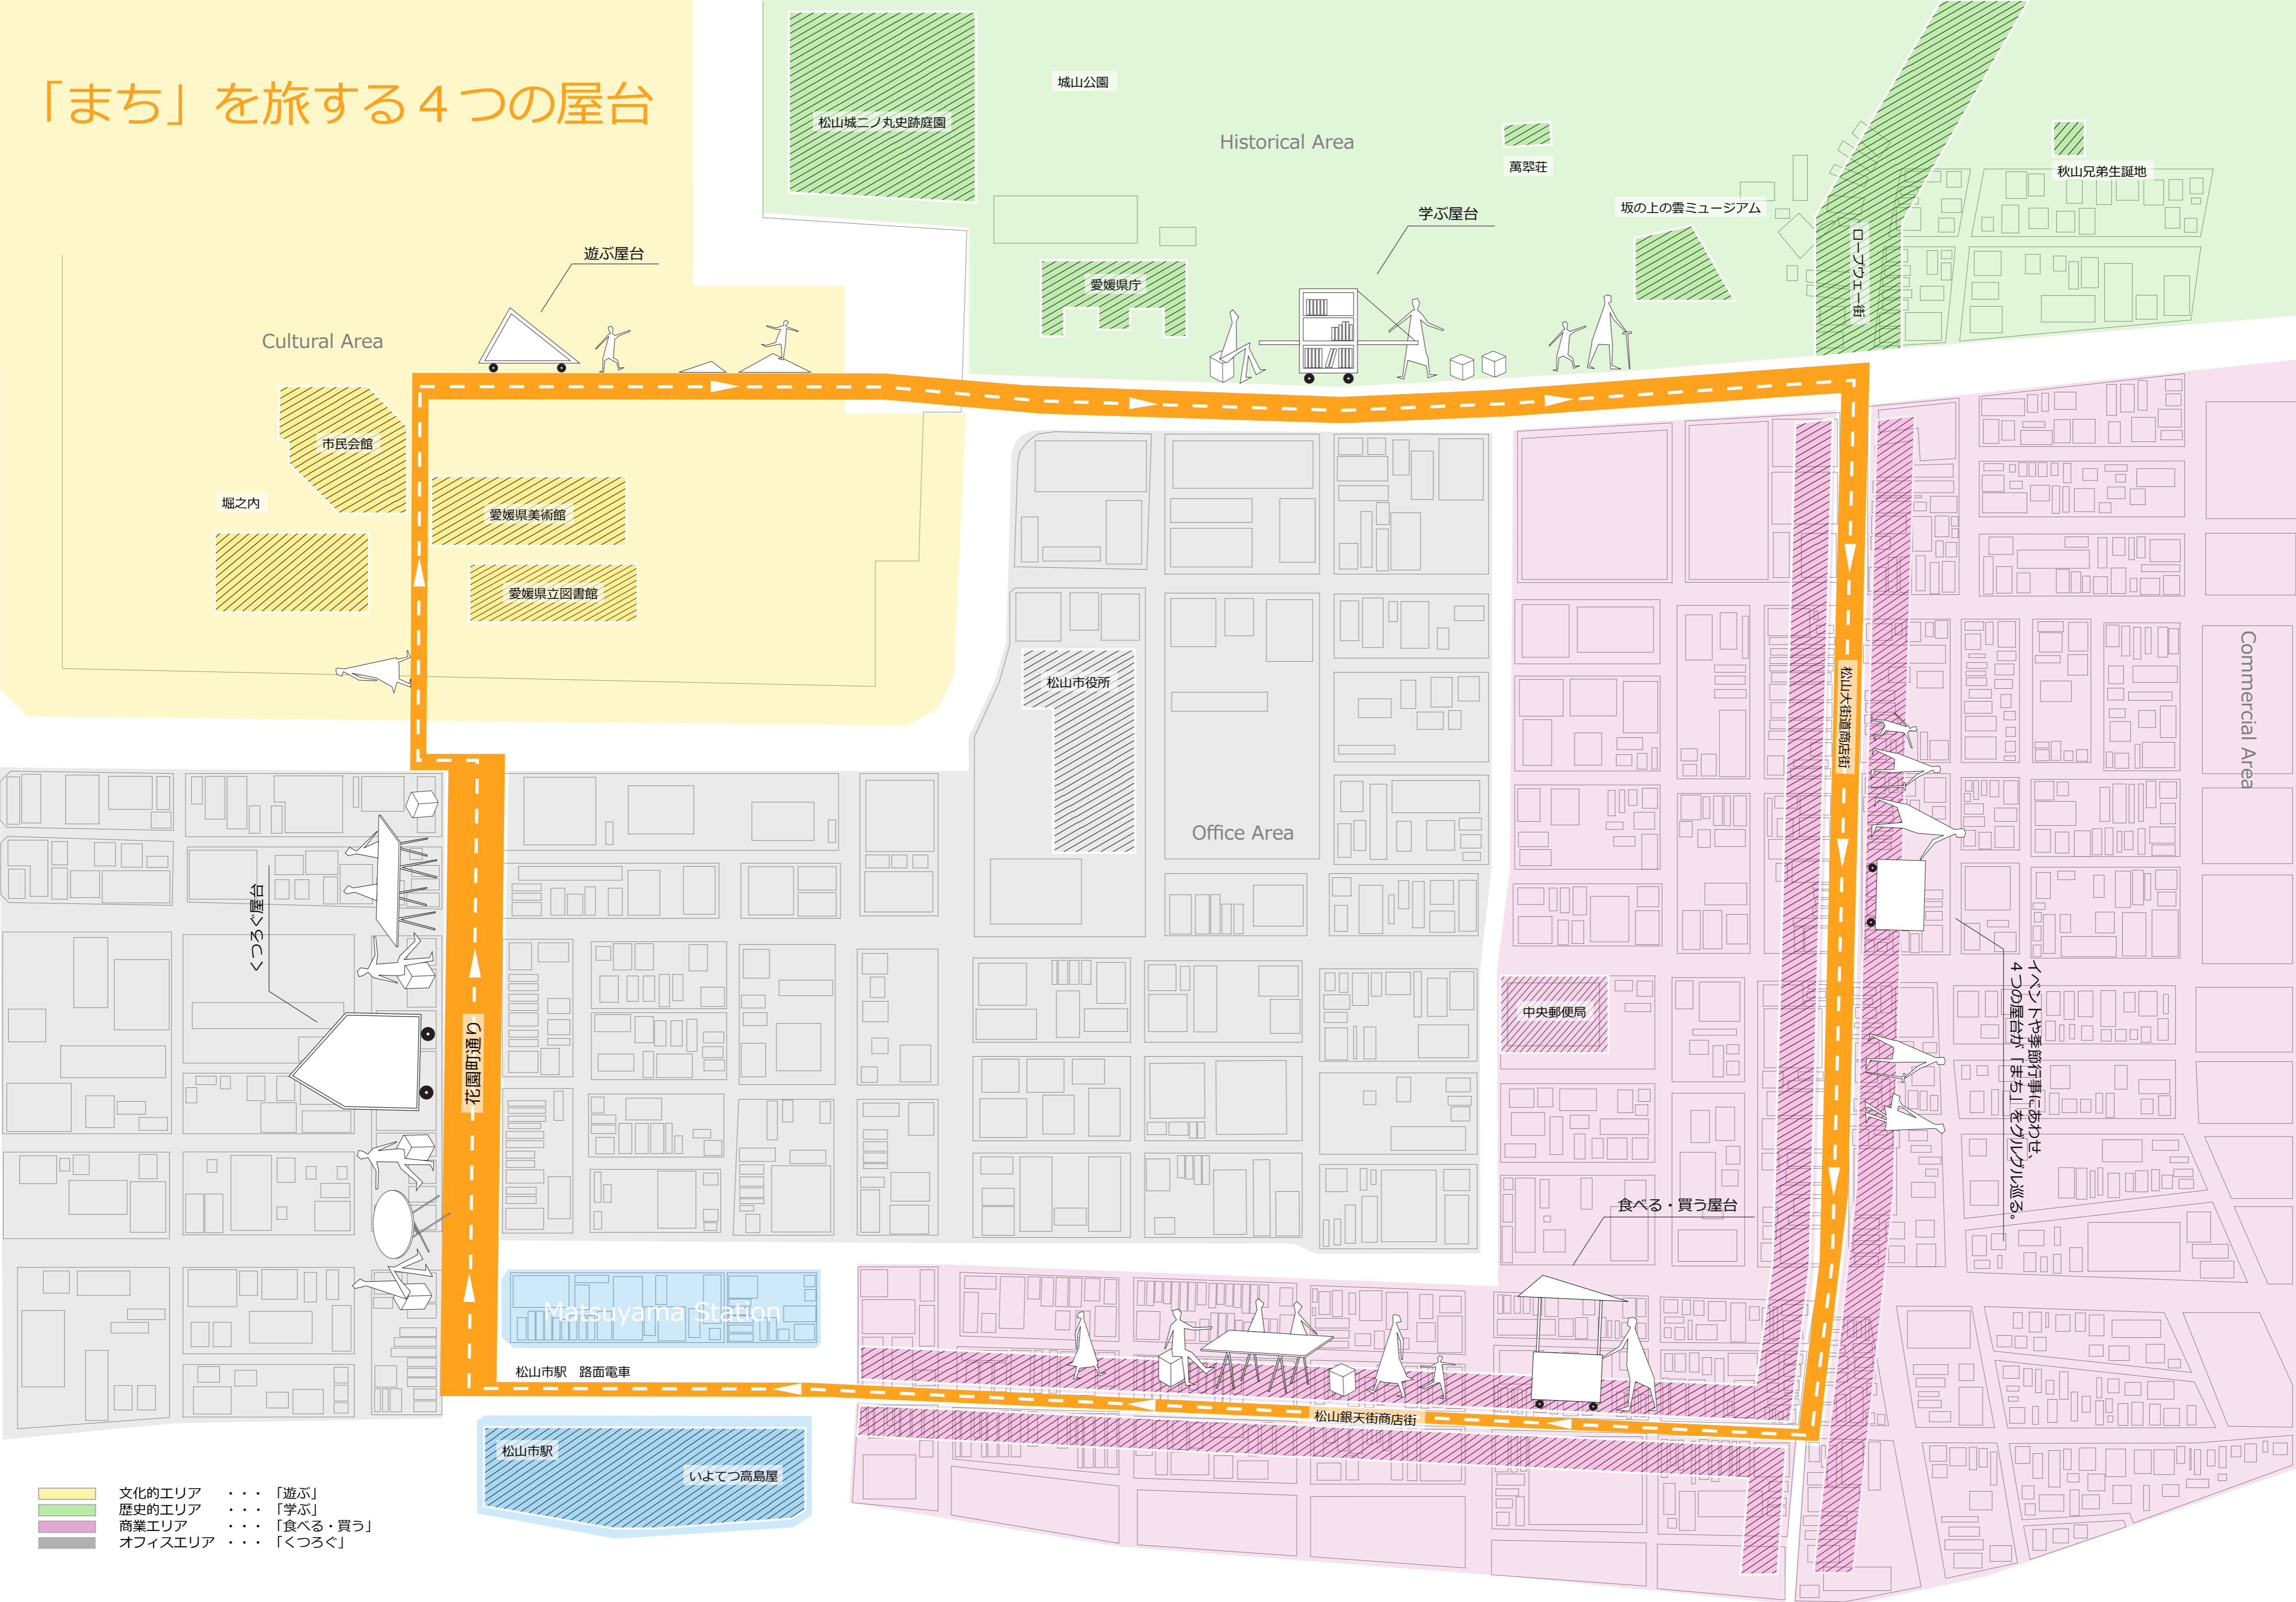 「まち」を旅する４つの屋台
城山公園
松山城二ノ丸史跡庭園
Historical Area
萬翠荘
秋山兄弟生誕地
坂の上の雲ミュージアム
学ぶ屋台
ロープウェー街
遊ぶ屋台
愛媛県庁
Cultural Area
市民会館
堀之内
愛媛県美術館
愛媛県立図書館
松山市役所
松山大街道商店街
Commercial Area
Office Area
くつろぐ屋台
花園町通り
中央郵便局
イベントや季節行事にあわせ、
４つの屋台が「まち」をグルグル巡る。
食べる・買う屋台
Matsuyama Station
松山市駅　路面電車
松山銀天街商店街
松山市駅
いよてつ高島屋
文化的エリア ・・・「遊ぶ」
歴史的エリア ・・・「学ぶ」
商業エリア ・・・「食べる・買う」
オフィスエリア ・・・「くつろぐ」